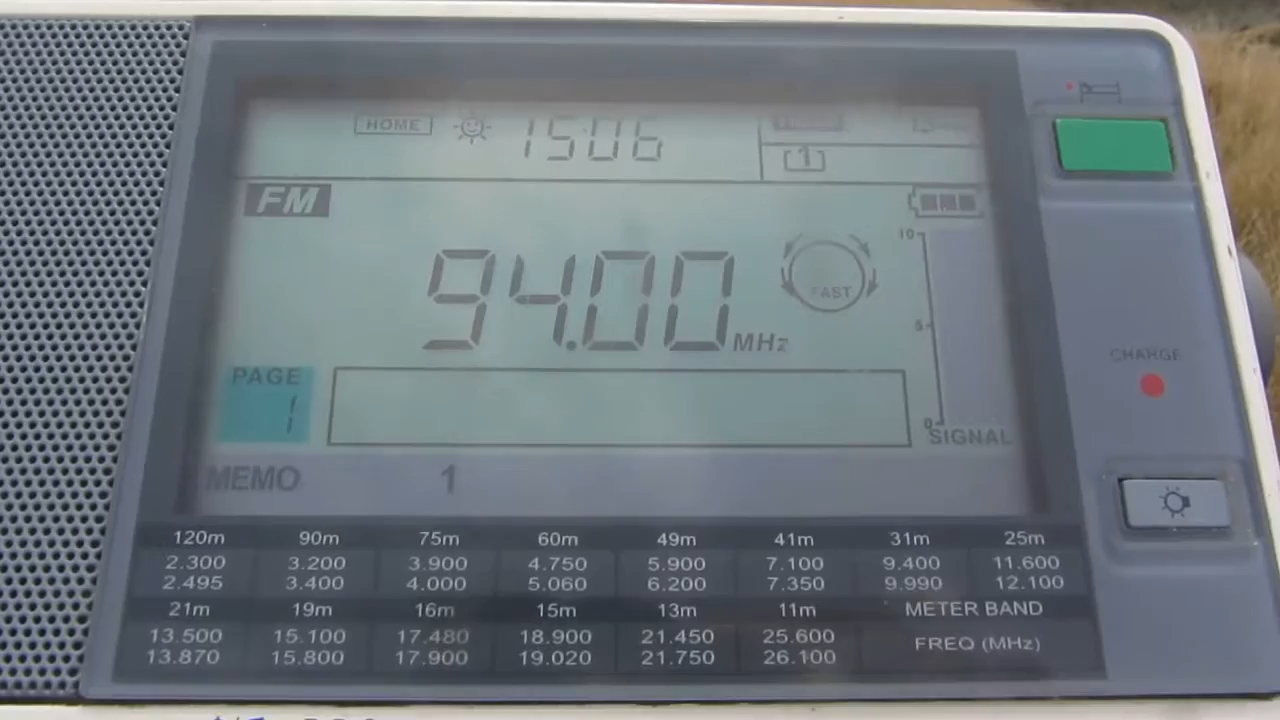 HOME 1506
[1]
FM
10
94.00 MHz FAST
5
PAGE
1
0
SIGNAL
MEMO 1
CHARGE
120m 90m 75m 60m 49m 41m 31m 25m
2.300 3.200 3.900 4.750 5.900 7.100 9.400 11.600
2.495 3.400 4.000 5.060 6.200 7.350 9.990 12.100
21m 19m 16m 15m 13m 11m METER BAND
13.500 15.100 17.480 18.900 21.450 25.600 FREQ (MHz)
13.870 15.800 17.900 19.020 21.750 26.100